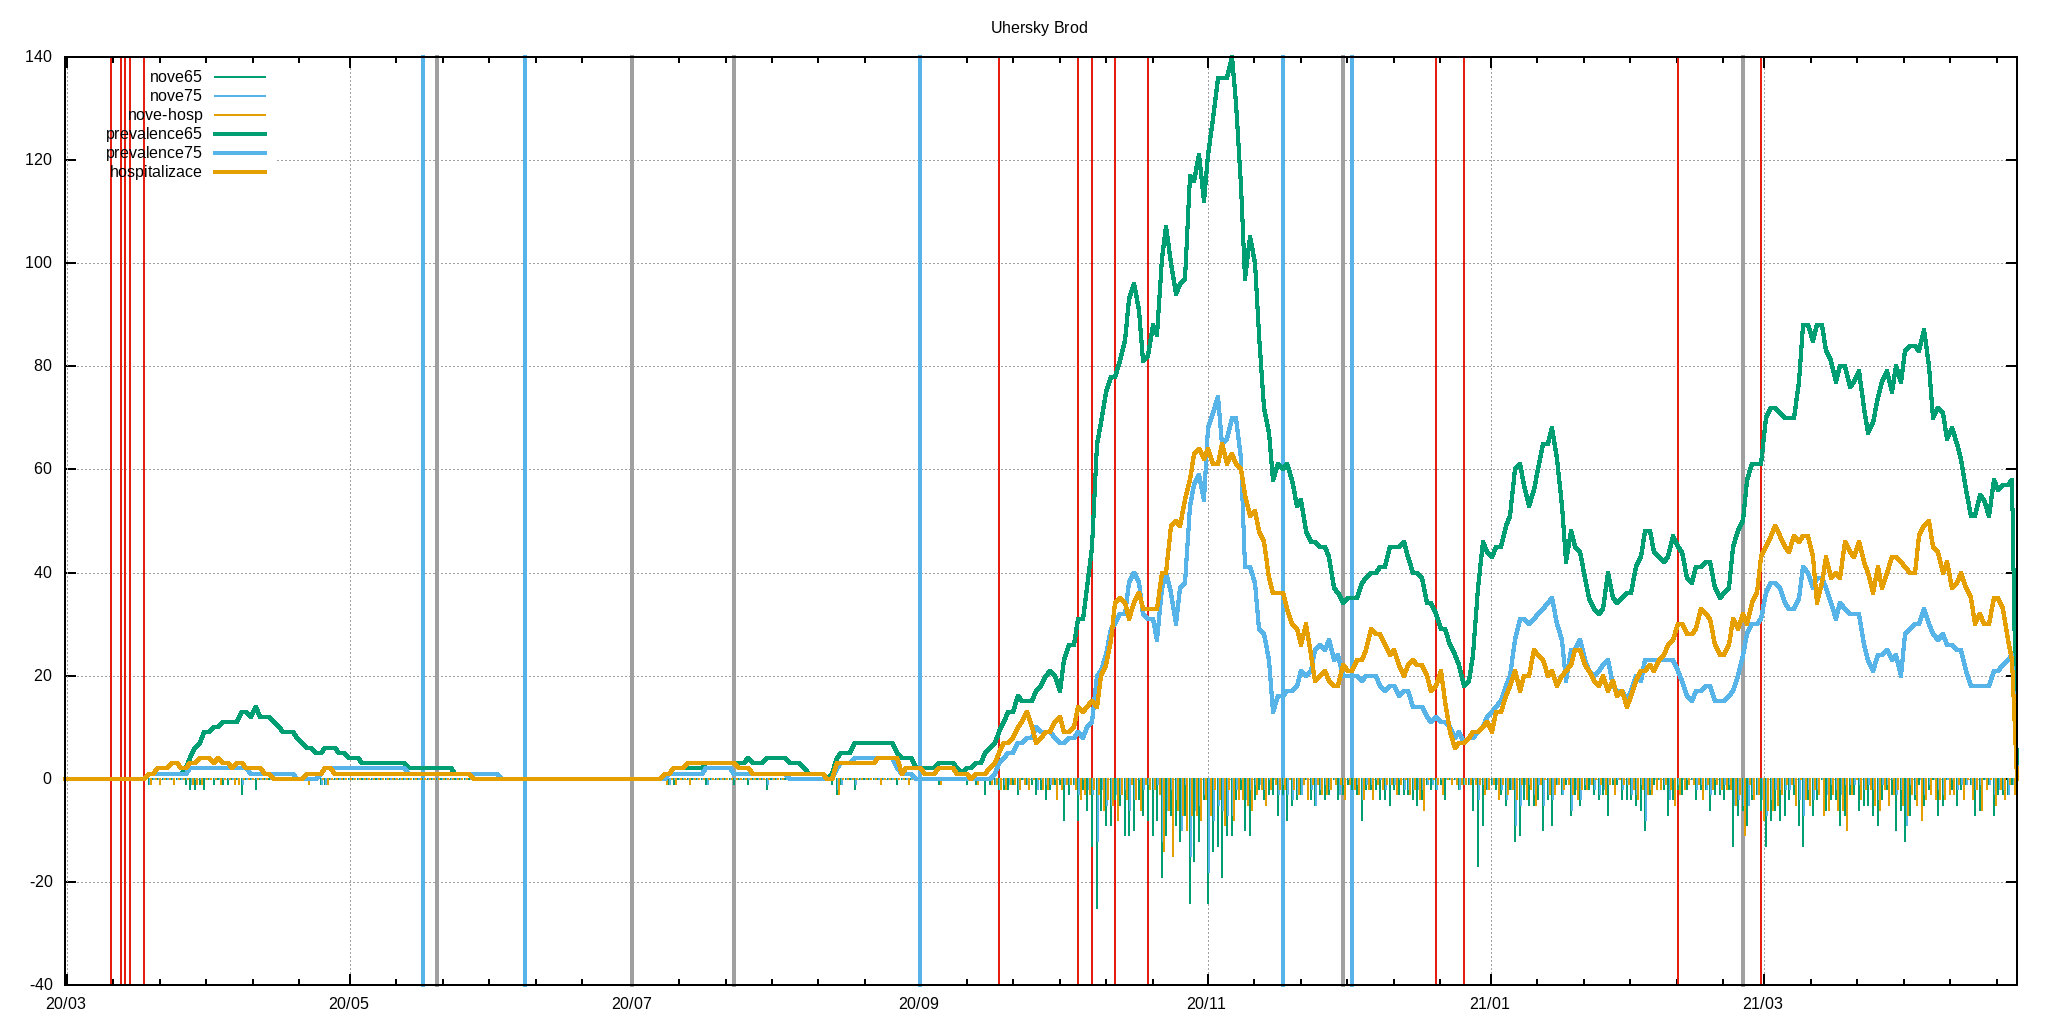 Uhersky Brod
140
120
100
80
60
40
20
0
-20
-40
nove65
nove75
nove-hosp
prevalence65
prevalence75
hospitalizace
20/03 20/05 20/07 20/09 20/11 21/01 21/03